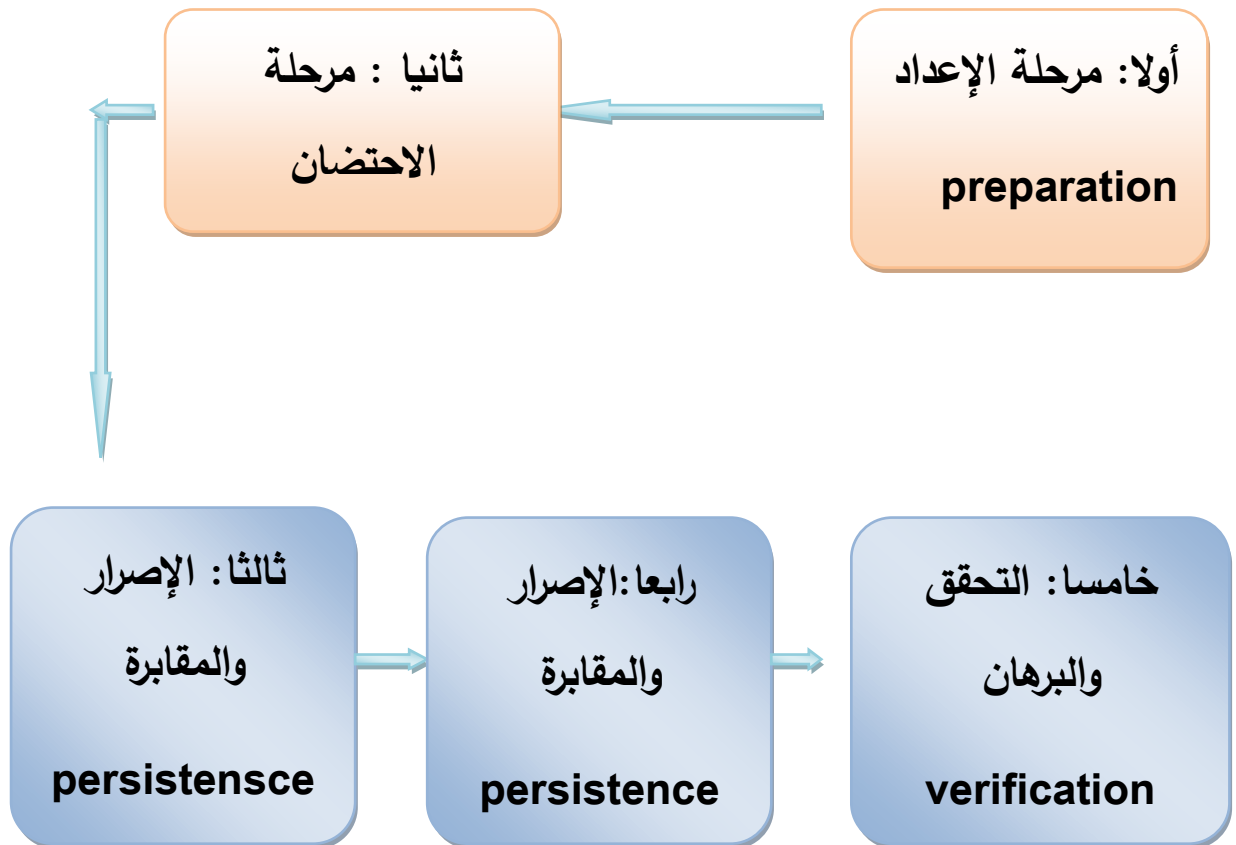 أولا: مرحلة الإعداد
preparation
ثانيا : مرحلة
الاحتضان
ثالثا: الإصرار
والمقابرة
persistensce
رابعا:الإصرار
والمقابرة
persistence
خامسا: التحقق
والبرهان
verification